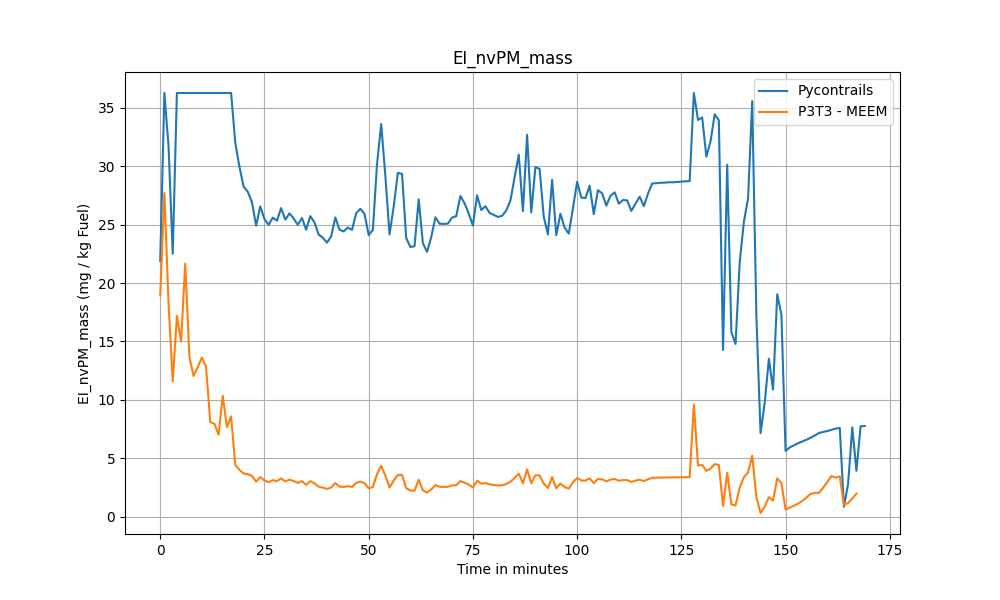 EI_nvPM_mass
Pycontrails
P3T3 - MEEM
EI_nvPM_mass (mg / kg Fuel)
35
30
25
20
15
10
5
0
0 25 50 75 100 125 150 175
Time in minutes